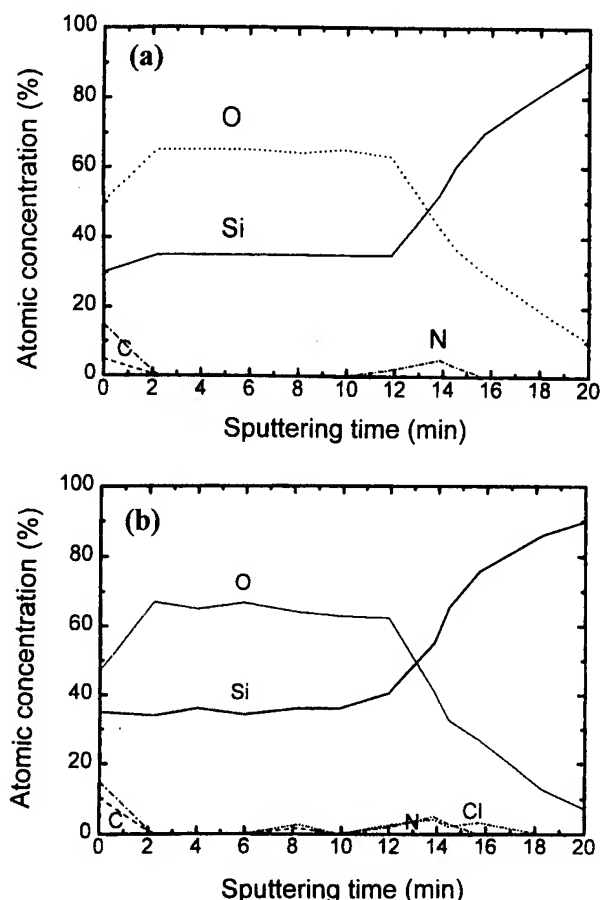 100
(a)
80
O
60
40
Si
20
C
N
0
0 2 4 6 8 10 12 14 16 18 20
Atomic concentration (%)
Sputtering time (min)
100
(b)
80
O
60
40
Si
20
C
N
Cl
0
0 2 4 6 8 10 12 14 16 18 20
Atomic concentration (%)
Sputtering time (min)